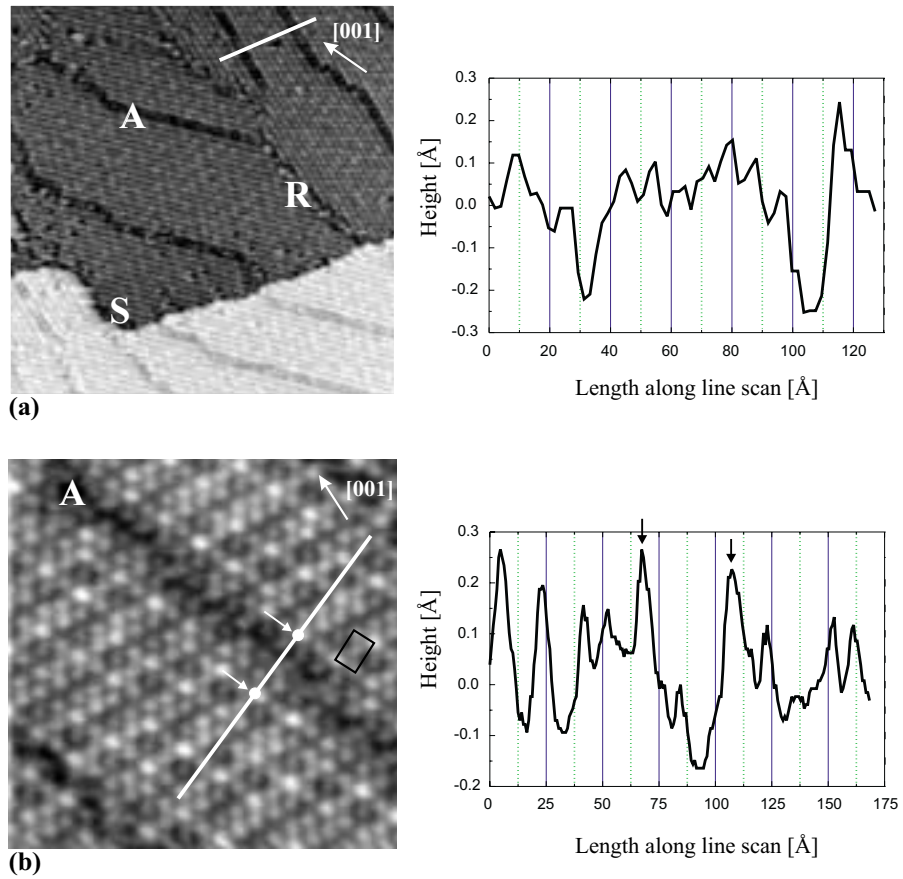 [001]
A
R
S
(a)
0.3
0.2
0.1
0.0
-0.1
-0.2
-0.3
Height [Å]
0 20 40 60 80 100 120
Length along line scan [Å]
A
[001]
(b)
0.3
0.2
0.1
0.0
-0.1
-0.2
Height [Å]
0 25 50 75 100 125 150 175
Length along line scan [Å]